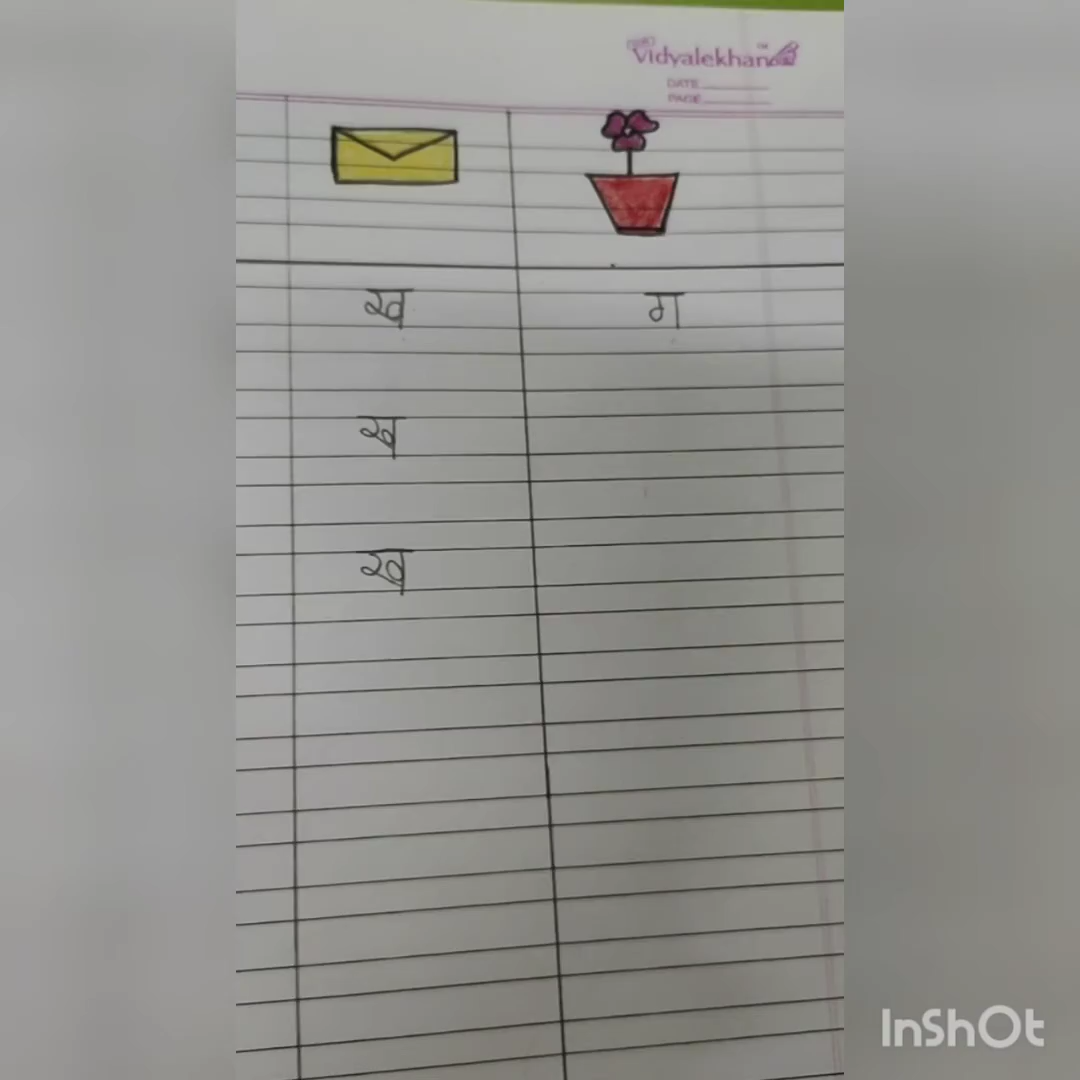 Vidyalekhan
DATE
PAGE
ख ग
ख
ख
InShOt